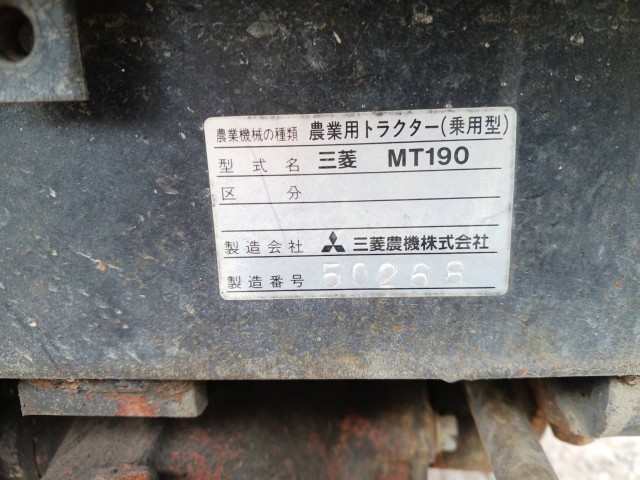 農業機械の種類 農業用トラクター(乗用型)
型式名 三菱 MT190
区分
製造会社 三菱農機株式会社
製造番号 50268